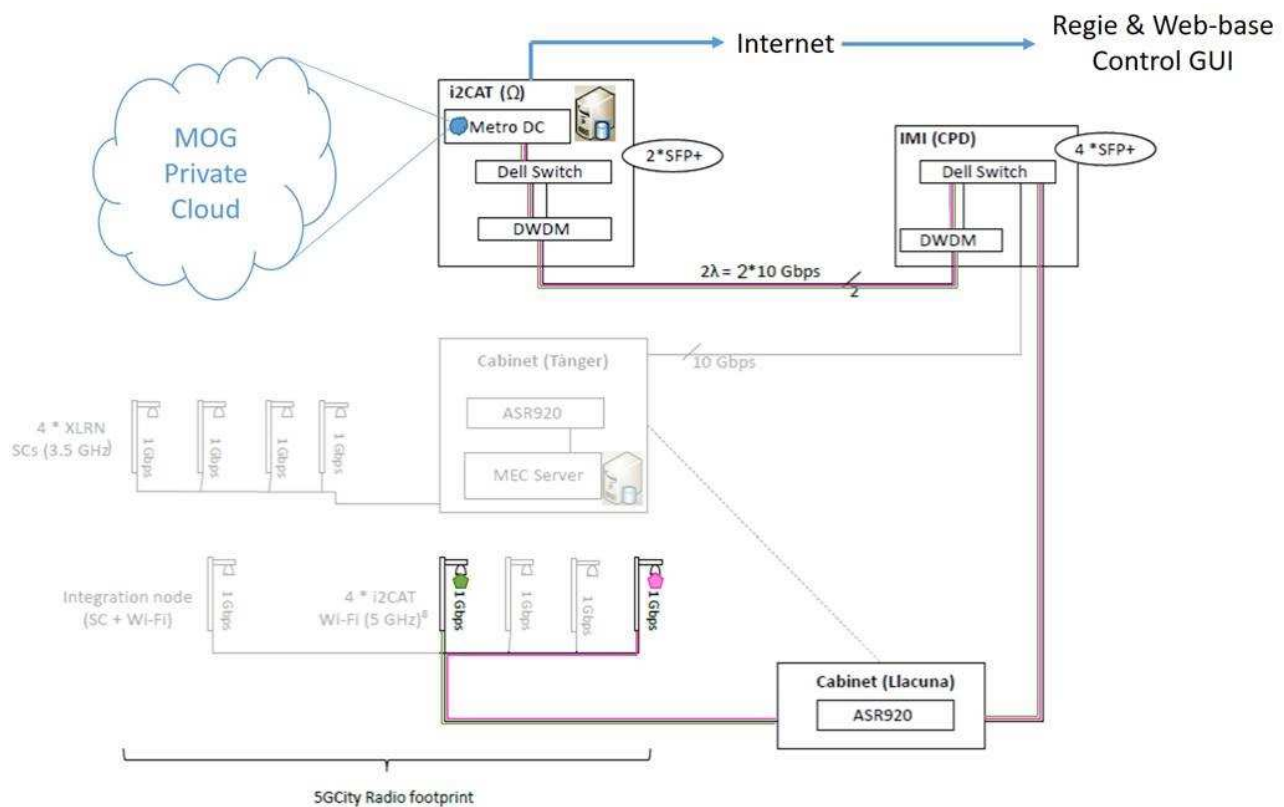 Internet
Regie & Web-base
Control GUI
i2CAT (Ω)
Metro DC
MOG
Private
Cloud
2*SFP+
Dell Switch
DWDM
IMI (CPD)
4 *SFP+
Dell Switch
DWDM
2λ = 2*10 Gbps
2
Cabinet (Tànger)
10 Gbps
ASR920
MEC Server
4 * XLRN
SCs (3.5 GHz)
1 Gbps
1 Gbps
1 Gbps
1 Gbps
Integration node
(SC + Wi-Fi)
1 Gbps
4 * i2CAT
Wi-Fi (5 GHz)⁶
1 Gbps
1 Gbps
1 Gbps
1 Gbps
Cabinet (Llacuna)
ASR920
5GCity Radio footprint